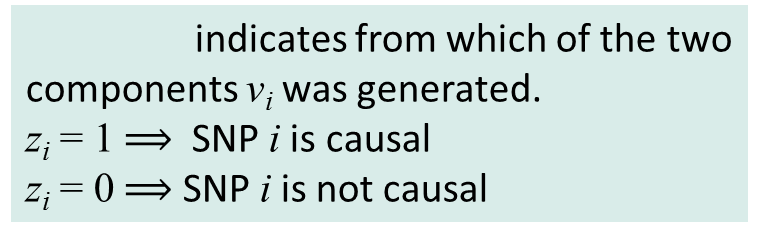 indicates from which of the two
components vᵢ was generated.
zᵢ = 1 ⟹ SNP i is causal
zᵢ = 0 ⟹ SNP i is not causal